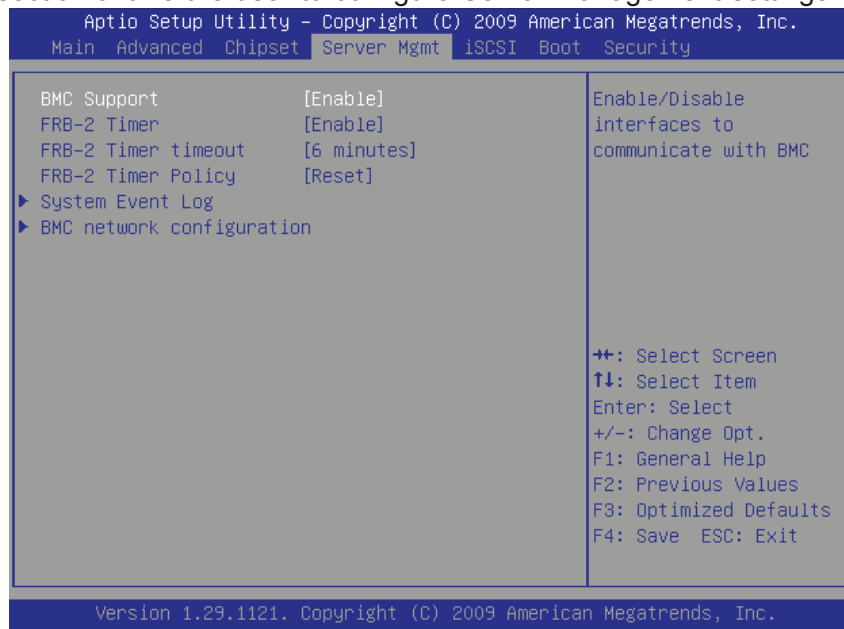 Aptio Setup Utility – Copyright (C) 2009 American Megatrends, Inc.
Main Advanced Chipset Server Mgmt iSCSI Boot Security
BMC Support [Enable]
FRB-2 Timer [Enable]
FRB-2 Timer timeout [6 minutes]
FRB-2 Timer Policy [Reset]
▶ System Event Log
▶ BMC network configuration
Enable/Disable
interfaces to
communicate with BMC
→←: Select Screen
↑↓: Select Item
Enter: Select
+/-: Change Opt.
F1: General Help
F2: Previous Values
F3: Optimized Defaults
F4: Save ESC: Exit
Version 1.29.1121. Copyright (C) 2009 American Megatrends, Inc.